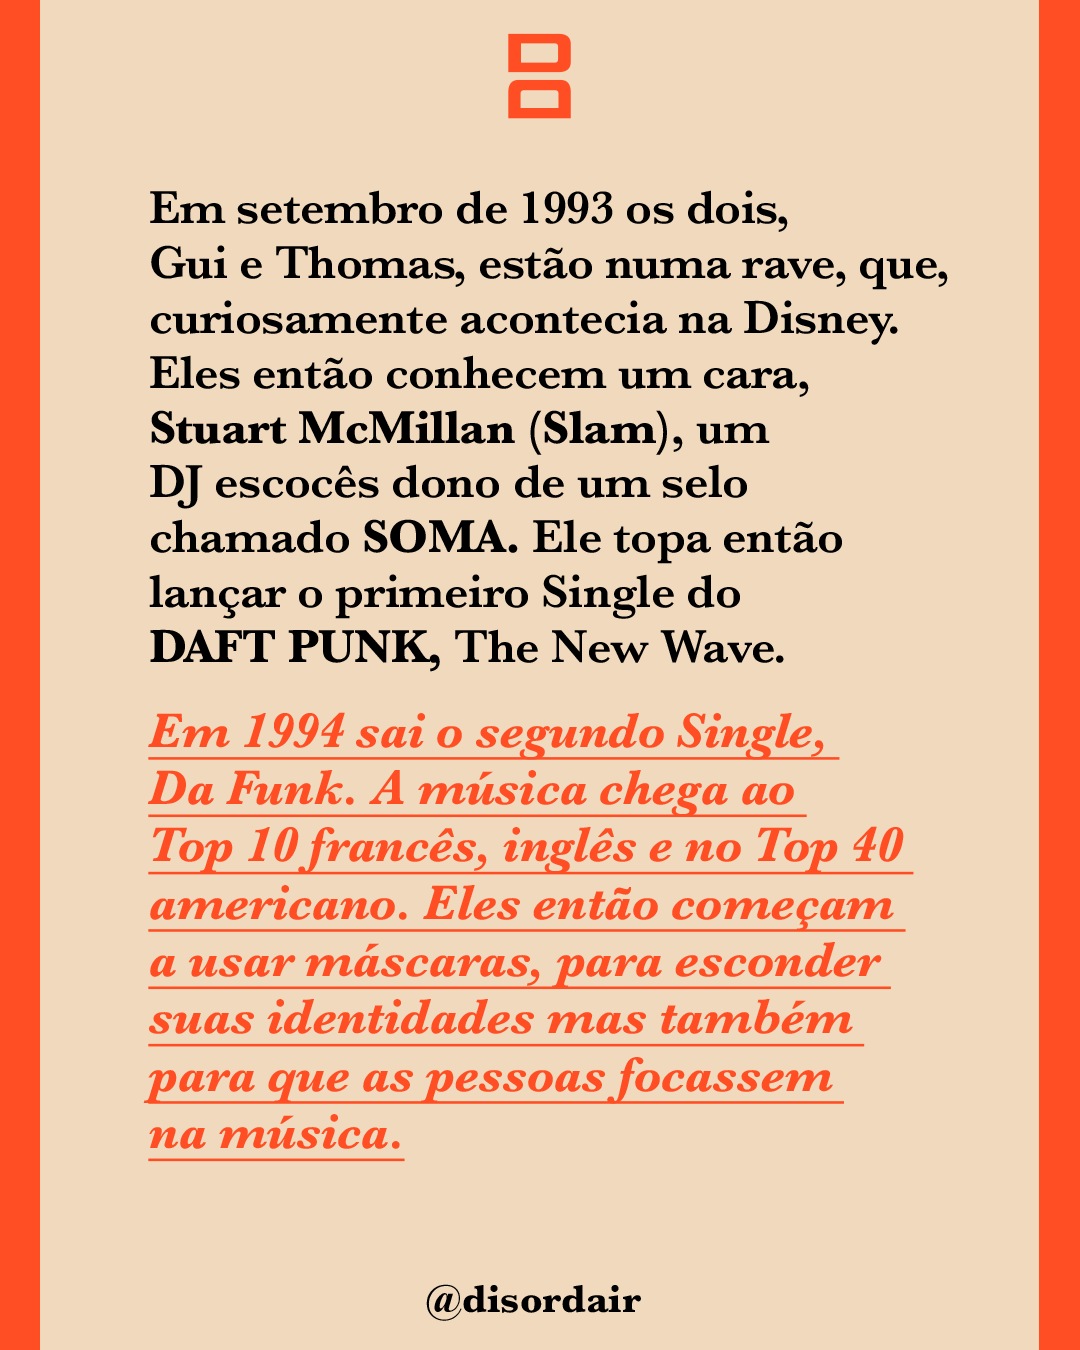 Em setembro de 1993 os dois,
Gui e Thomas, estão numa rave, que,
curiosamente acontecia na Disney.
Eles então conhecem um cara,
Stuart McMillan (Slam), um
DJ escocês dono de um selo
chamado SOMA. Ele topa então
lançar o primeiro Single do
DAFT PUNK, The New Wave.
Em 1994 sai o segundo Single,
Da Funk. A música chega ao
Top 10 francês, inglês e no Top 40
americano. Eles então começam
a usar máscaras, para esconder
suas identidades mas também
para que as pessoas focassem
na música.
@disordair